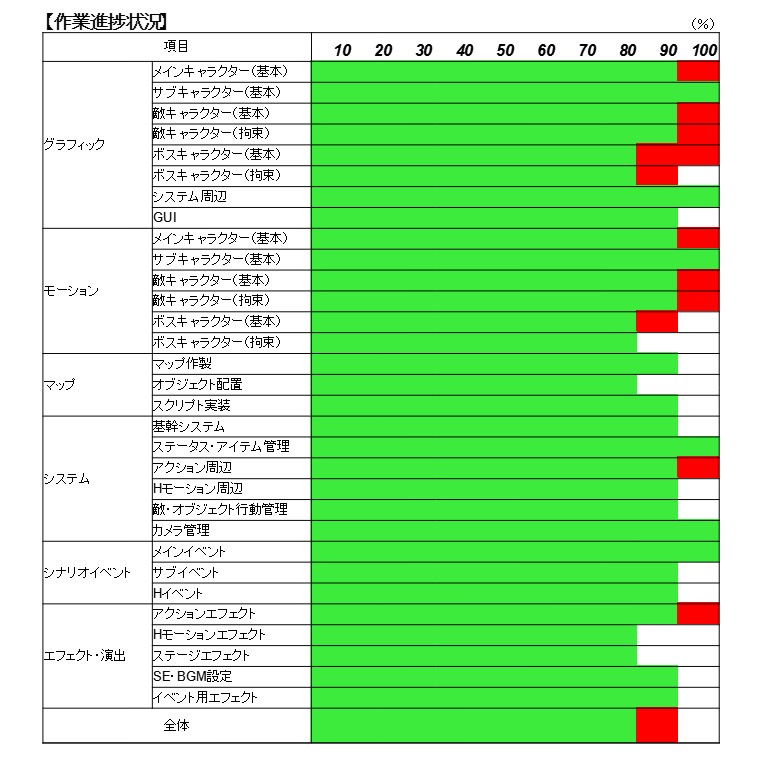 【作業進捗状況】
(%)
項目 10 20 30 40 50 60 70 80 90 100
グラフィック
メインキャラクター(基本)
サブキャラクター(基本)
敵キャラクター(基本)
敵キャラクター(拘束)
ボスキャラクター(基本)
ボスキャラクター(拘束)
システム周辺
GUI
モーション
メインキャラクター(基本)
サブキャラクター(基本)
敵キャラクター(基本)
敵キャラクター(拘束)
ボスキャラクター(基本)
ボスキャラクター(拘束)
マップ
マップ作製
オブジェクト配置
スクリプト実装
システム
基幹システム
ステータス・アイテム管理
アクション周辺
Hモーション周辺
敵・オブジェクト行動管理
カメラ管理
シナリオイベント
メインイベント
サブイベント
Hイベント
エフェクト・演出
アクションエフェクト
Hモーションエフェクト
ステージエフェクト
SE・BGM設定
イベント用エフェクト
全体